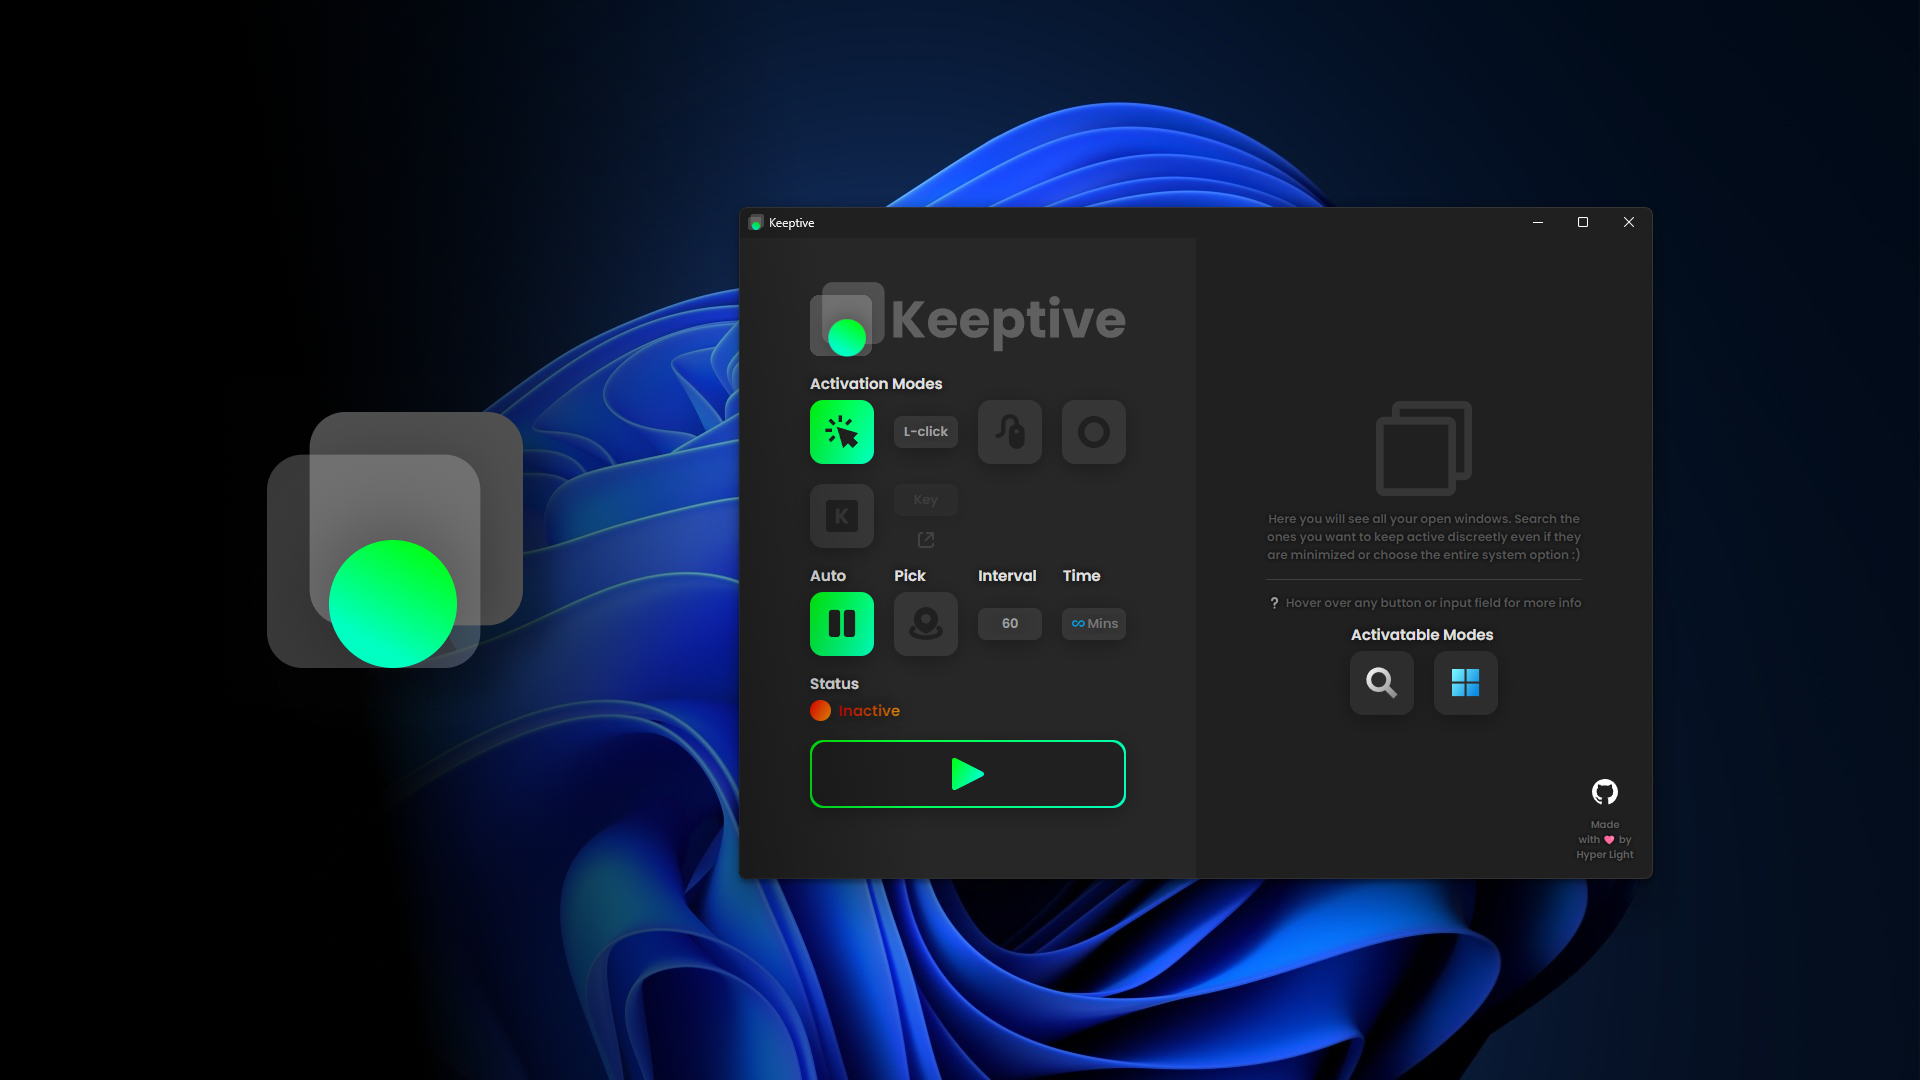 Keeptive
Keeptive
Activation Modes
L-click
K
Key
Auto
Pick
Interval
Time
60
∞ Mins
Status
Inactive
Here you will see all your open windows. Search the
ones you want to keep active discreetly even if they
are minimized or choose the entire system option :)
? Hover over any button or input field for more info
Activatable Modes
Made
with ❤ by
Hyper Light